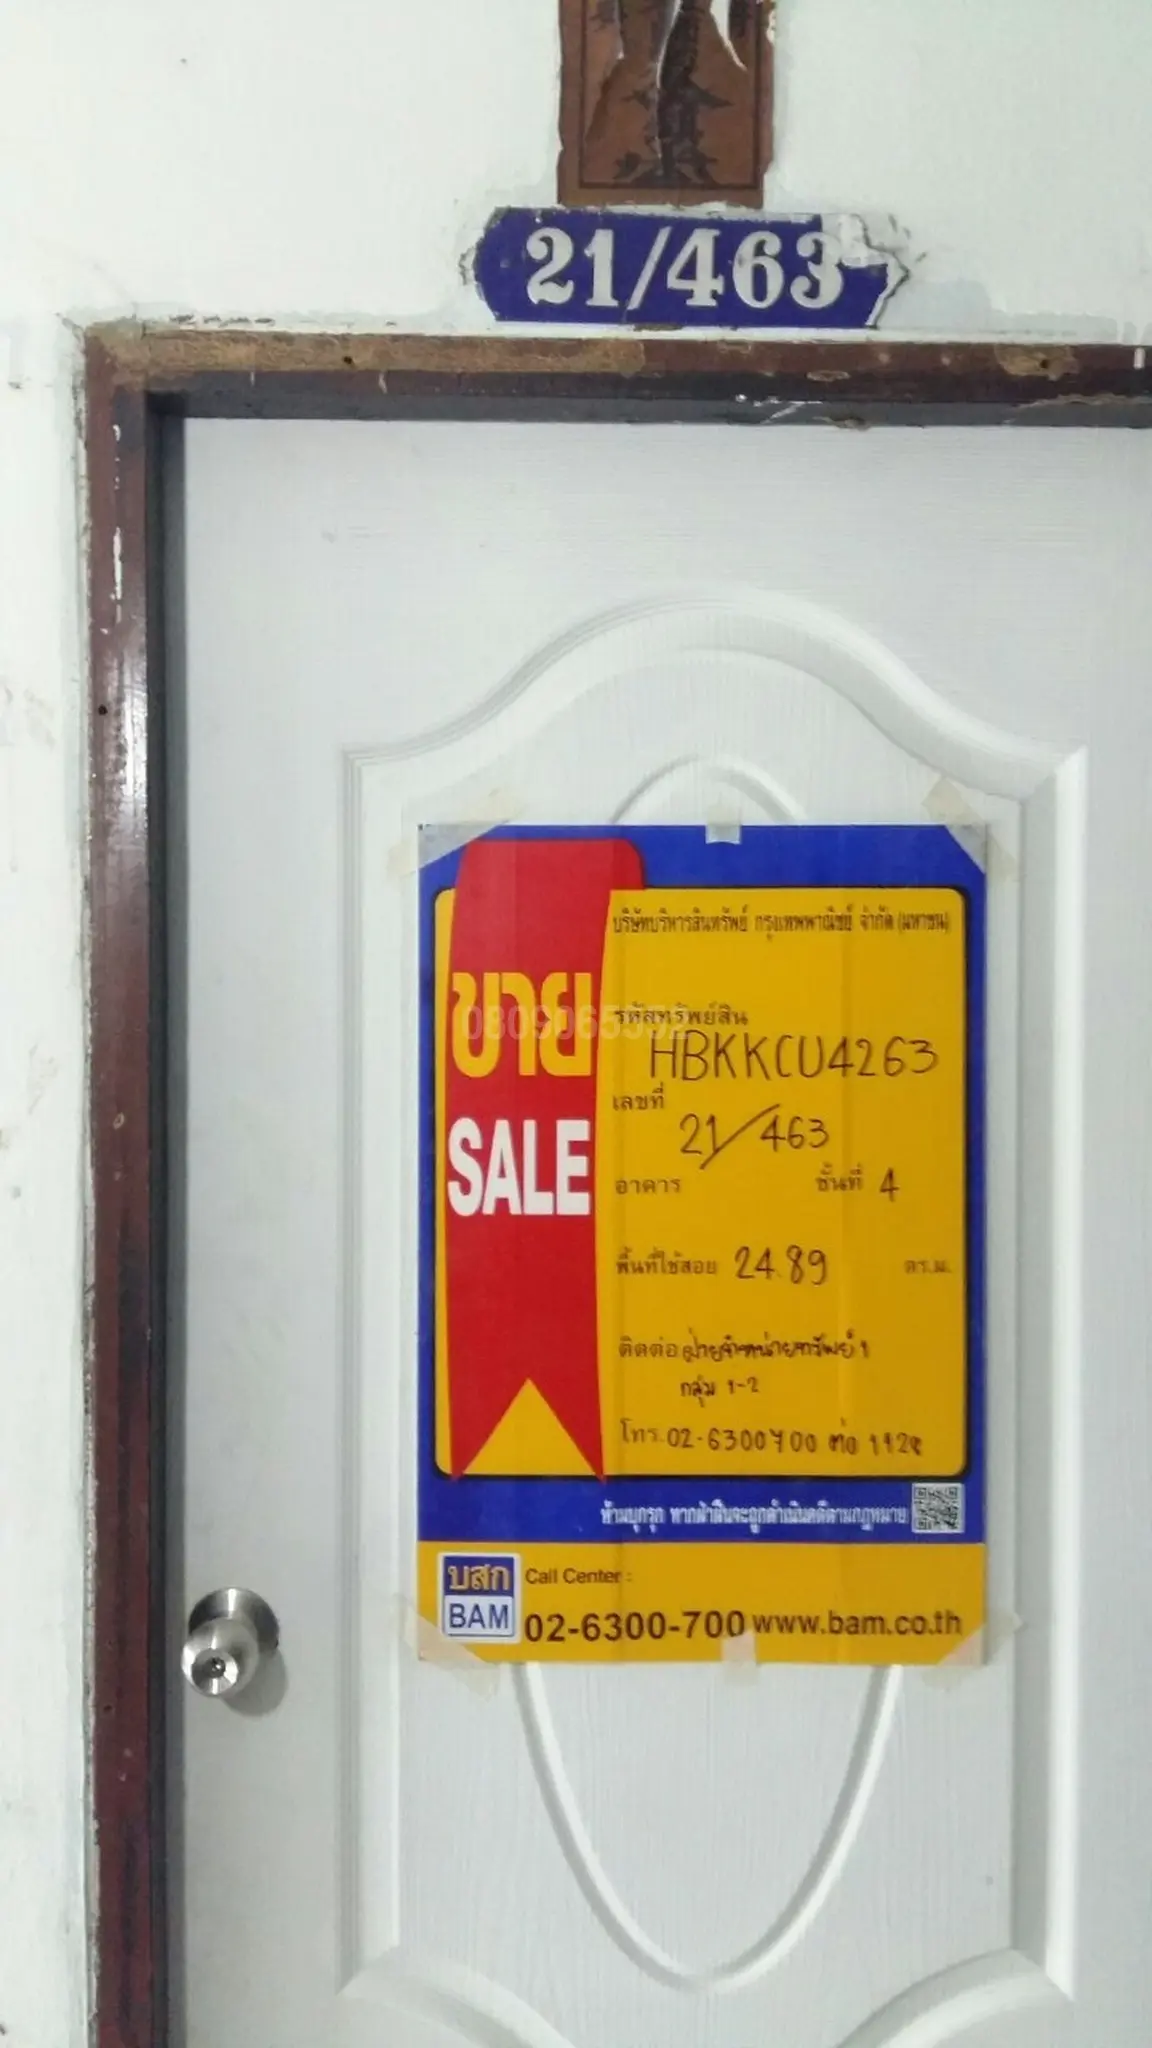 21/463
บริษัทบริหารสินทรัพย์ กรุงเทพพาณิชย์ จำกัด (มหาชน)
ขาย
SALE
รหัสทรัพย์สิน
HBKKCU4263
เลขที่
21/463
อาคาร ชั้นที่ 4
พื้นที่ใช้สอย 24.89 ตร.ม.
ติดต่อ ฝ่ายจำหน่ายทรัพย์ 1
กลุ่ม 1-2
โทร. 02-6300700 ต่อ
ห้ามบุกรุก หากฝ่าฝืนจะถูกดำเนินคดีตามกฎหมาย
บสก
BAM
Call Center :
02-6300-700 www.bam.co.th